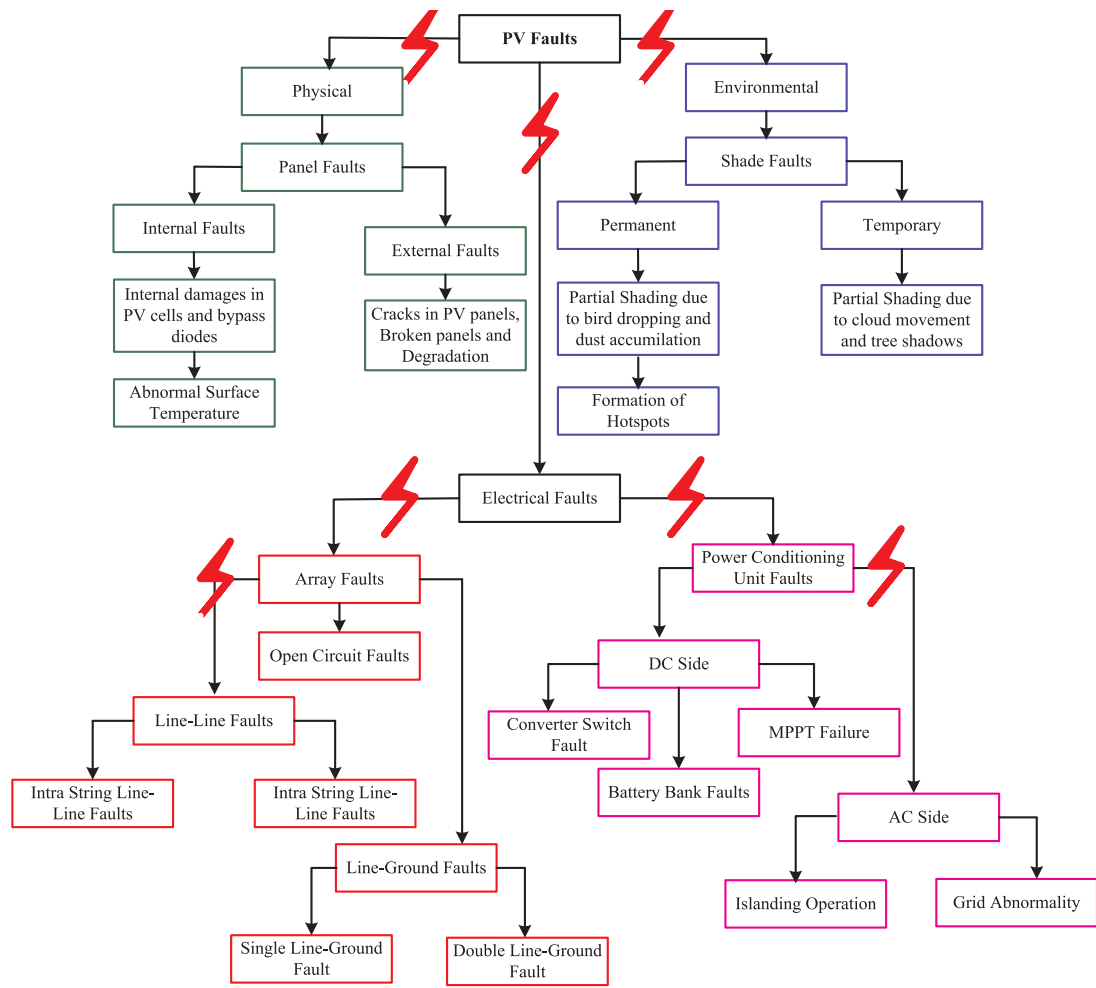 PV Faults
Physical
Environmental
Panel Faults
Shade Faults
Internal Faults
External Faults
Permanent
Temporary
Internal damages in
PV cells and bypass
diodes
Cracks in PV panels,
Broken panels and
Degradation
Partial Shading due
to bird dropping and
dust accumilation
Partial Shading due
to cloud movement
and tree shadows
Abnormal Surface
Temperature
Formation of
Hotspots
Electrical Faults
Array Faults
Power Conditioning
Unit Faults
Open Circuit Faults
DC Side
Line-Line Faults
Converter Switch
Fault
MPPT Failure
Intra String Line-
Line Faults
Intra String Line-
Line Faults
Battery Bank Faults
AC Side
Line-Ground Faults
Islanding Operation
Grid Abnormality
Single Line-Ground
Fault
Double Line-Ground
Fault